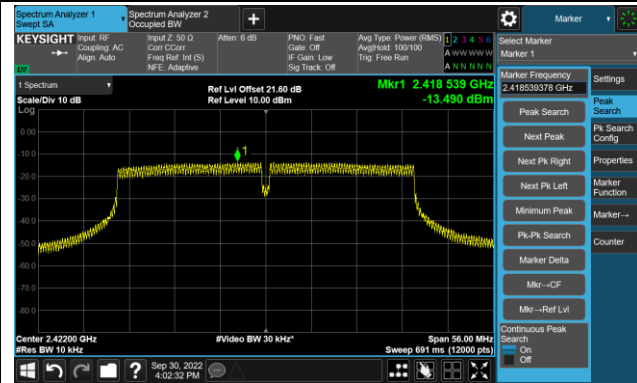 Spectrum Analyzer 1
Swept SA
Spectrum Analyzer 2
Occupied BW
Marker
KEYSIGHT
Input: RF
Coupling: AC
Align: Auto
Input Z: 50 Ω
Corr CCorr
Freq Ref: Int (S)
NFE: Adaptive
Atten: 6 dB
PNO: Fast
Gate: Off
IF Gain: Low
Sig Track: Off
Avg Type: Power (RMS)
Avg|Hold: 100/100
Trig: Free Run
1 2 3 4 5 6
A W W W W W
A N N N N N
Select Marker
Marker 1
1 Spectrum
Scale/Div 10 dB
Log
Ref Lvl Offset 21.60 dB
Ref Level 10.00 dBm
Mkr1 2.418 539 GHz
-13.490 dBm
1
0.00
-10.0
-20.0
-30.0
-40.0
-50.0
-60.0
-70.0
-80.0
Center 2.42200 GHz
#Res BW 10 kHz
#Video BW 30 kHz*
Span 56.00 MHz
Sweep 691 ms (12000 pts)
Marker Frequency
2.418539378 GHz
Peak Search
Next Peak
Next Pk Right
Next Pk Left
Minimum Peak
Pk-Pk Search
Marker Delta
Mkr→CF
Mkr→Ref Lvl
Continuous Peak
Search
On
Off
Settings
Peak
Search
Pk Search
Config
Properties
Marker
Function
Marker→
Counter
Sep 30, 2022
4:02:32 PM